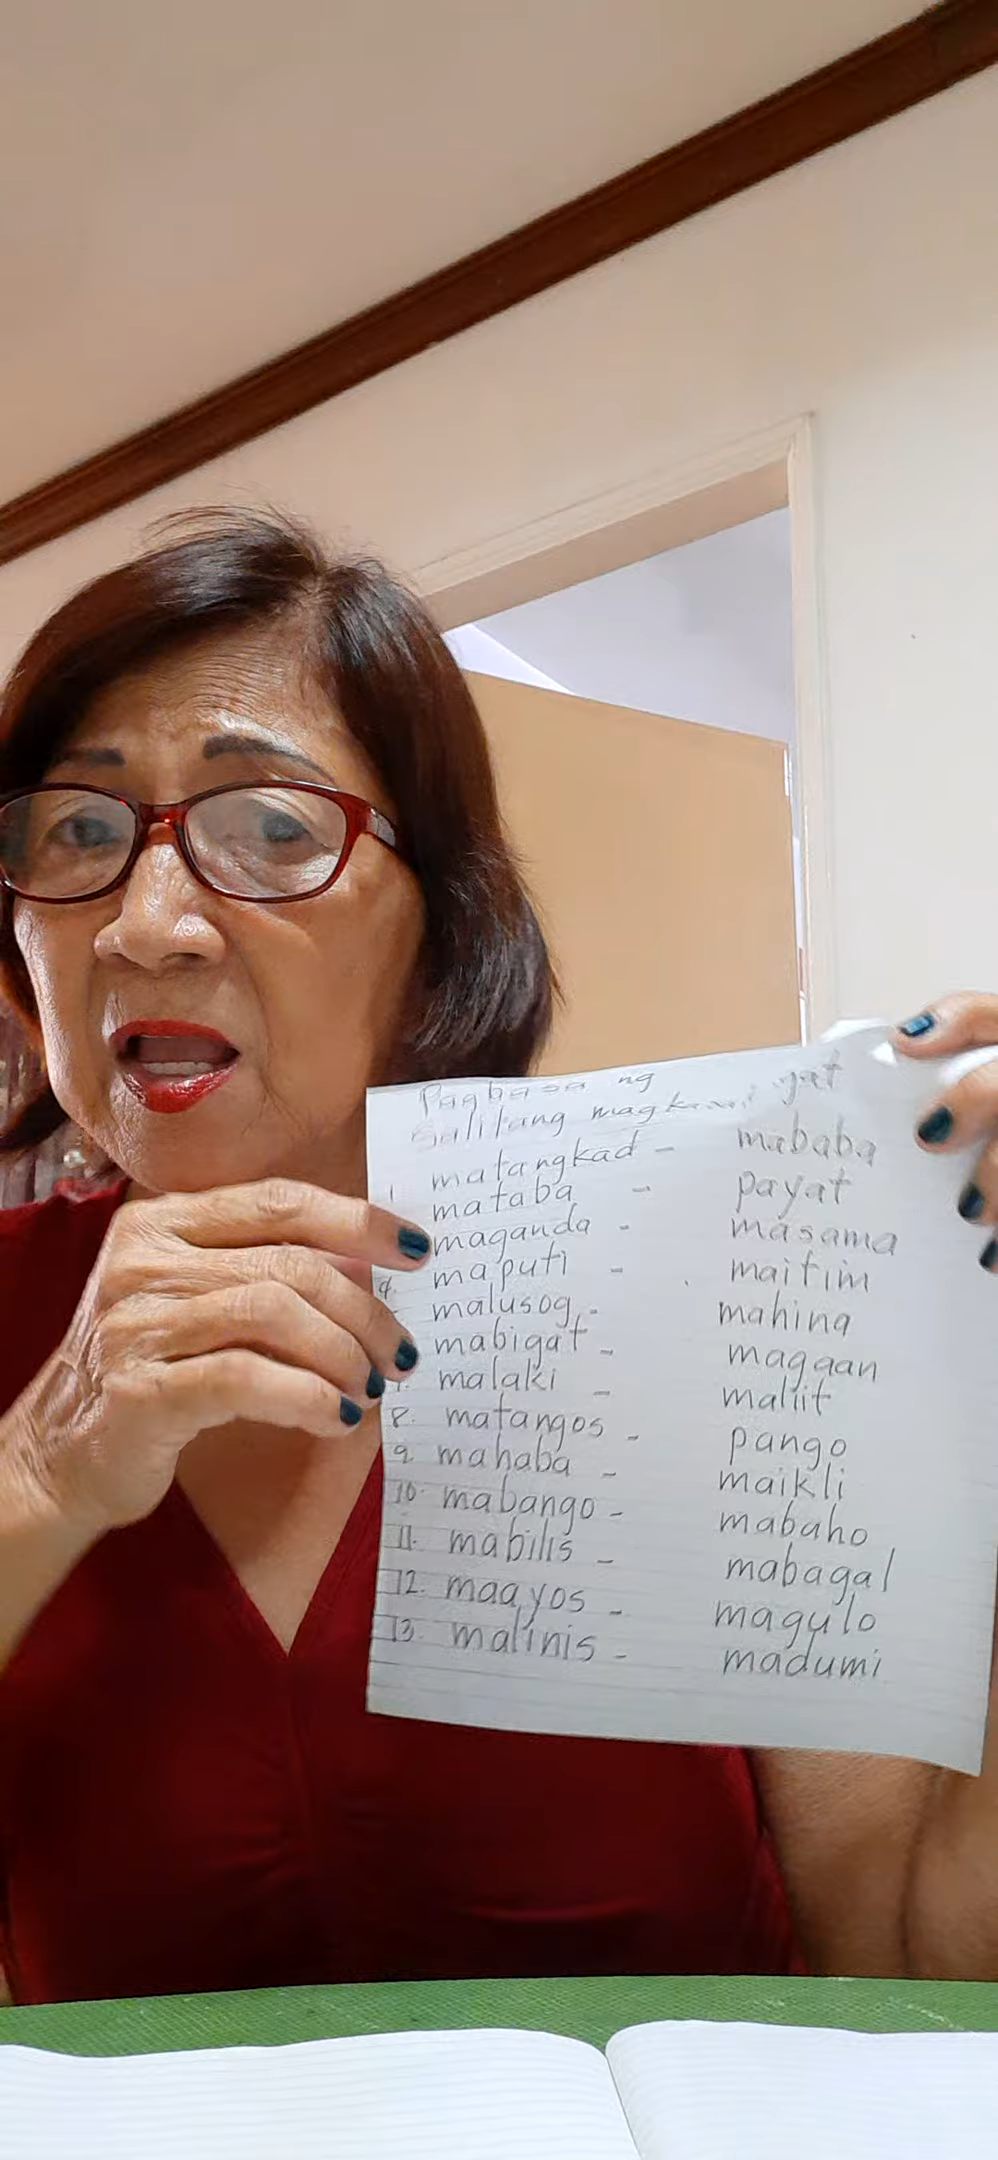 Pagbasa ng
salitang
1. matangkad - mababa
mataba - payat
maganda - masama
4. maputi - maitim
malusog - mahina
mabigat - magaan
7. malaki - maliit
8. matangos - pango
9. mahaba - maikli
10. mabango - mabaho
11. mabilis - mabagal
12. maayos - magulo
13. malinis - madumi